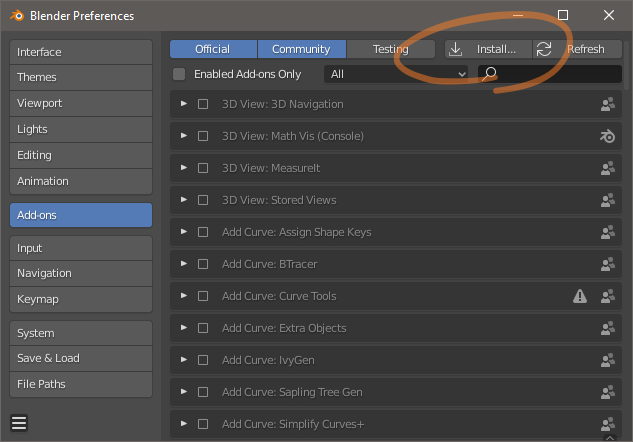 Blender Preferences
Interface
Themes
Viewport
Lights
Editing
Animation
Add-ons
Input
Navigation
Keymap
System
Save & Load
File Paths
Official Community Testing Install... Refresh
Enabled Add-ons Only All
3D View: 3D Navigation
3D View: Math Vis (Console)
3D View: MeasureIt
3D View: Stored Views
Add Curve: Assign Shape Keys
Add Curve: BTracer
Add Curve: Curve Tools
Add Curve: Extra Objects
Add Curve: IvyGen
Add Curve: Sapling Tree Gen
Add Curve: Simplify Curves+